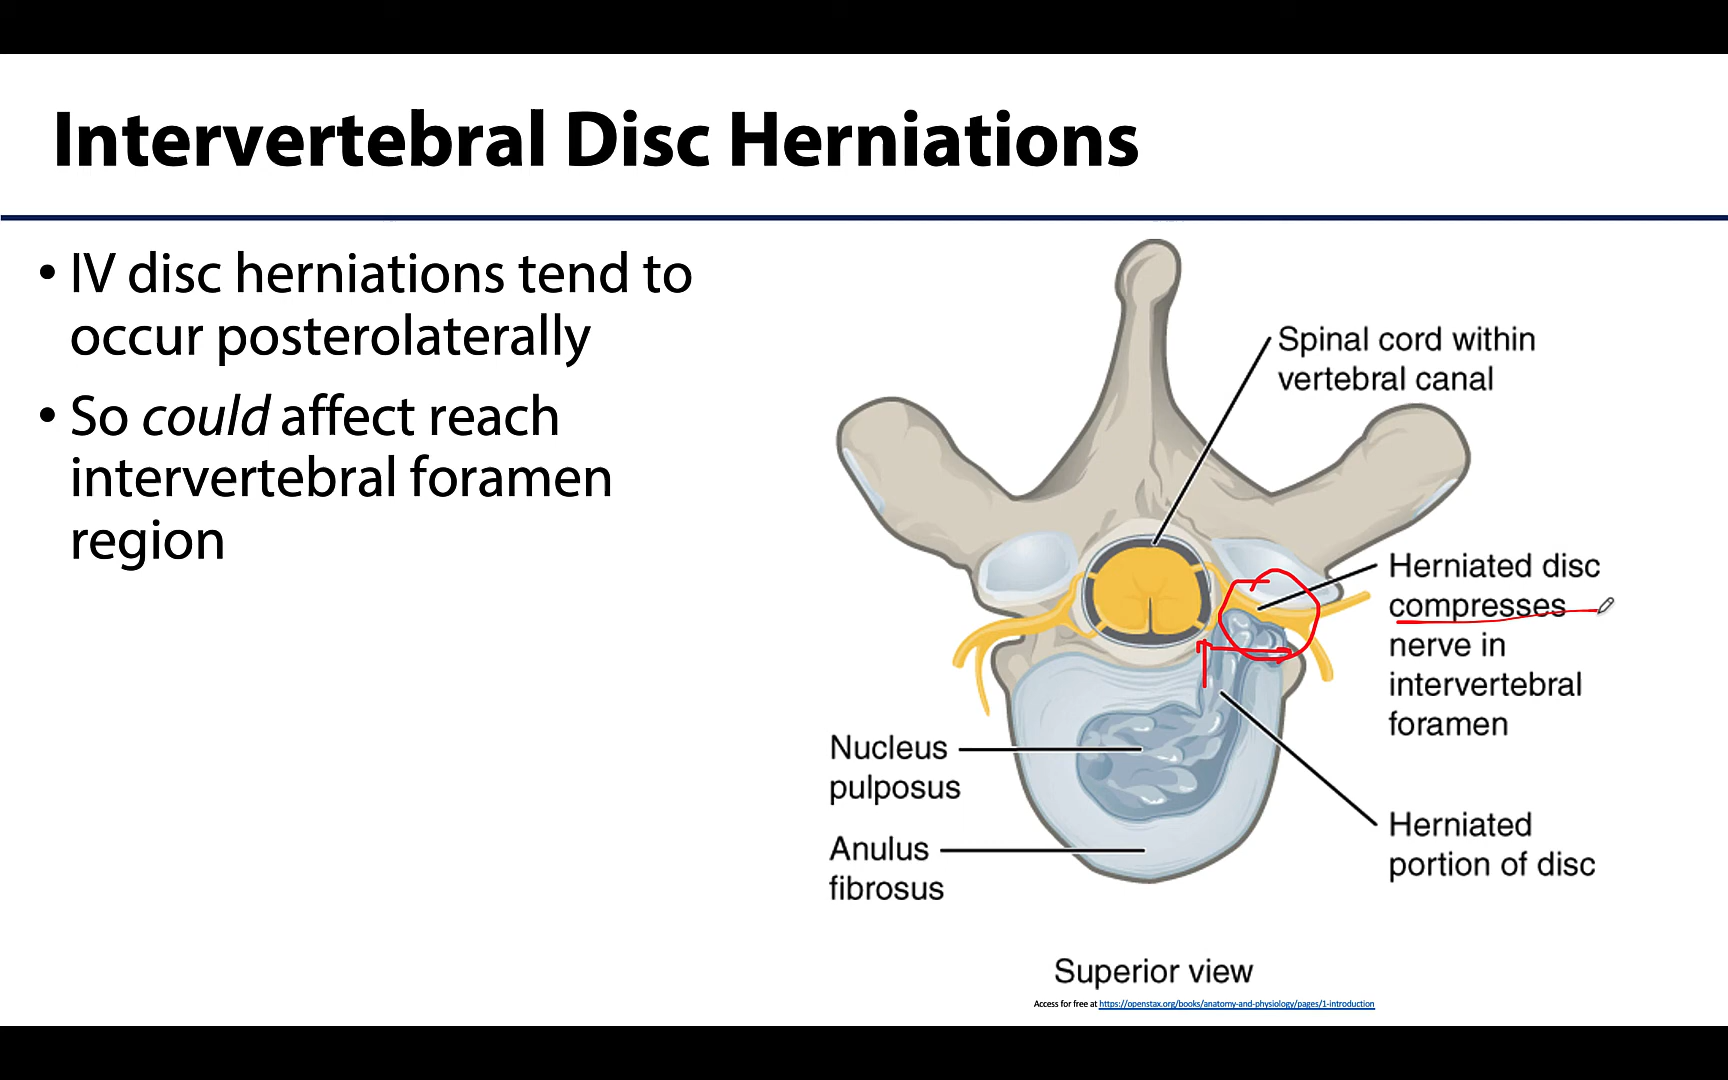 Intervertebral Disc Herniations
• IV disc herniations tend to
occur posterolaterally
• So could affect reach
intervertebral foramen
region
Spinal cord within
vertebral canal
Herniated disc
compresses
nerve in
intervertebral
foramen
Nucleus
pulposus
Herniated
portion of disc
Anulus
fibrosus
Superior view
Access for free at https://openstax.org/books/anatomy-and-physiology/pages/1-introduction